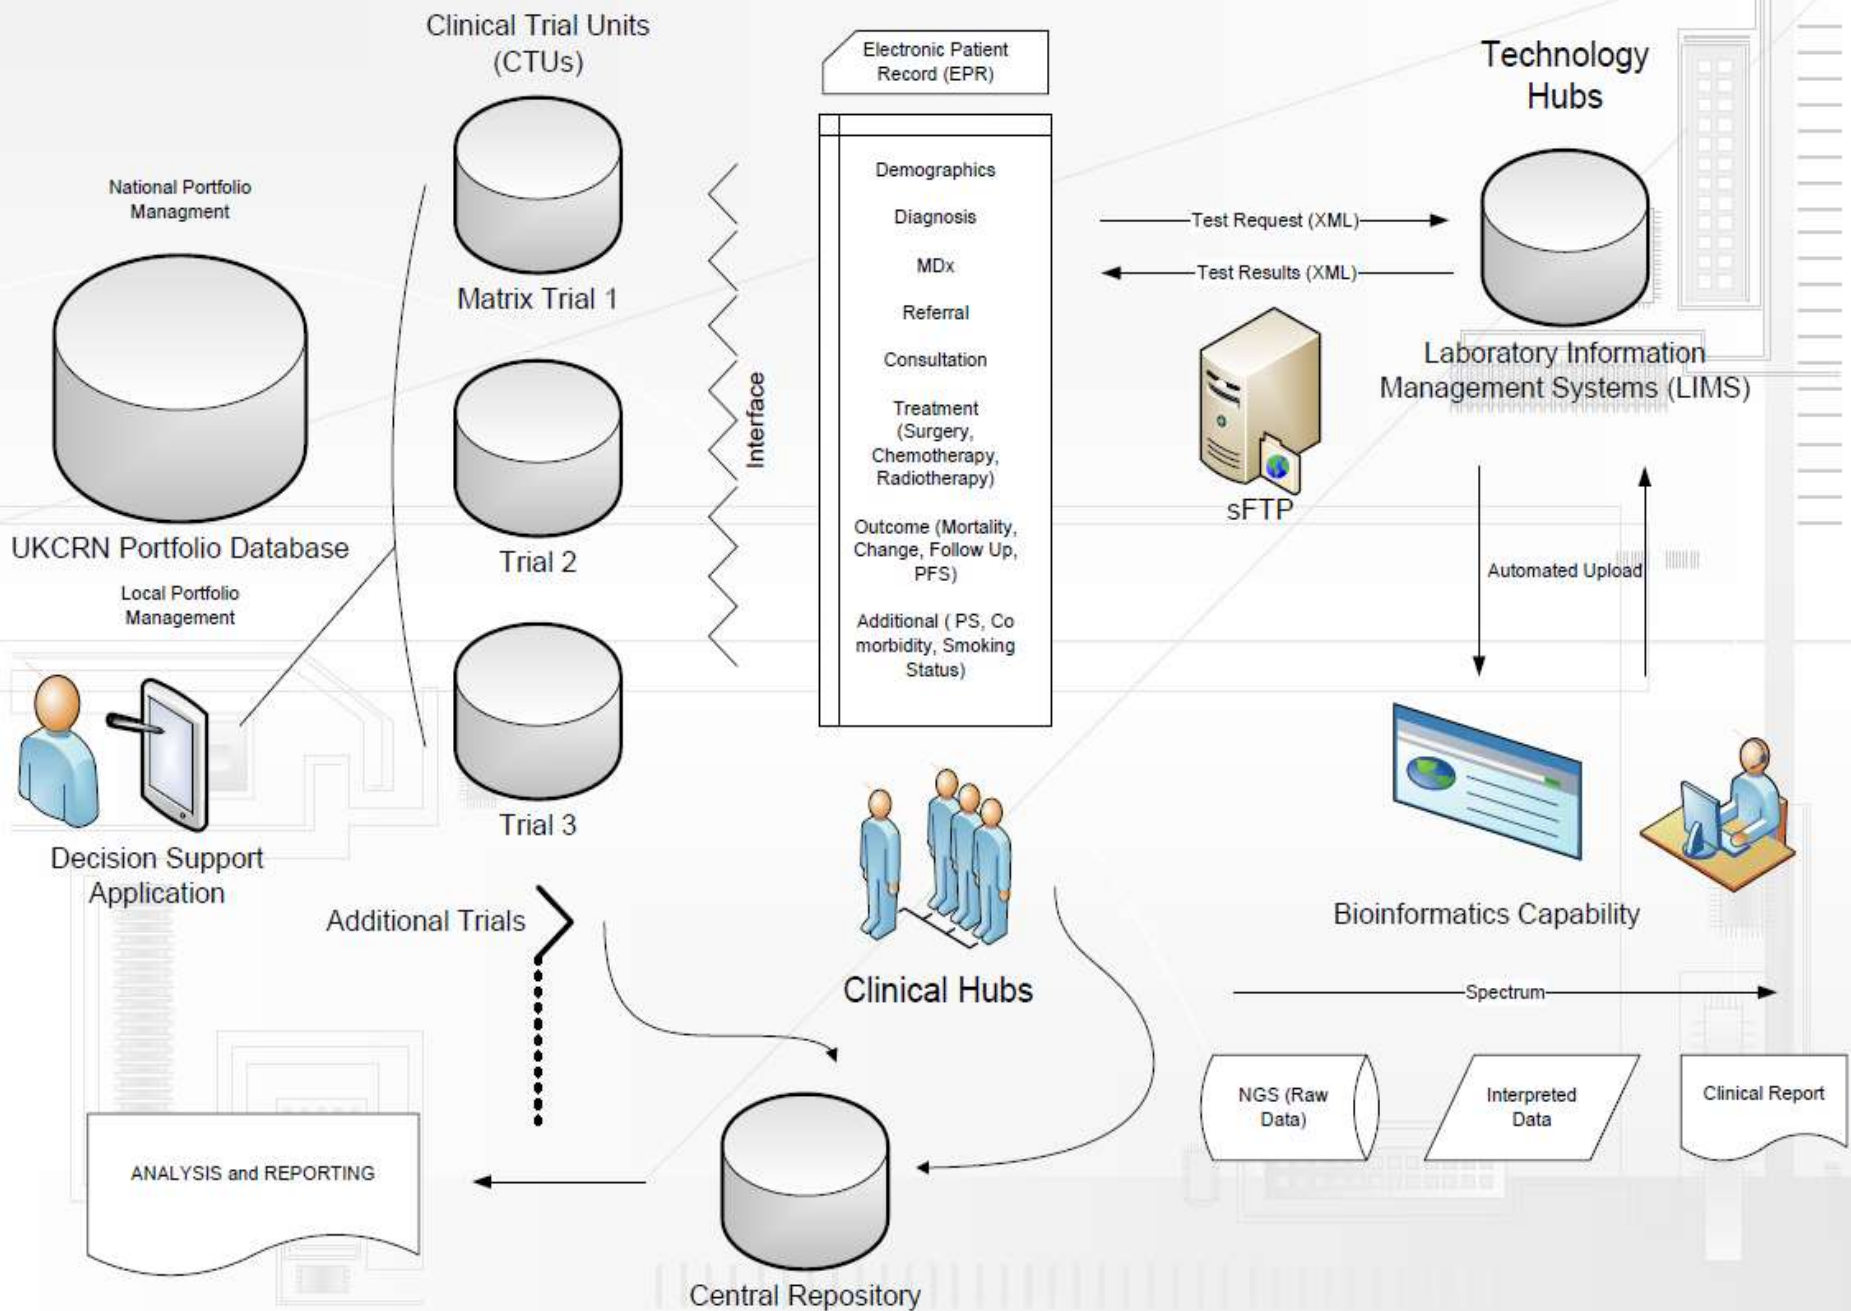 Clinical Trial Units
(CTUs)
Electronic Patient
Record (EPR)
Technology
Hubs
National Portfolio
Managment
Matrix Trial 1
UKCRN Portfolio Database
Local Portfolio
Management
Trial 2
Trial 3
Decision Support
Application
Additional Trials
Interface
Demographics
Diagnosis
MDx
Referral
Consultation
Treatment
(Surgery,
Chemotherapy,
Radiotherapy)
Outcome (Mortality,
Change, Follow Up,
PFS)
Additional ( PS, Co
morbidity, Smoking
Status)
Clinical Hubs
Test Request (XML)
Test Results (XML)
sFTP
Laboratory Information
Management Systems (LIMS)
Automated Upload
Bioinformatics Capability
Spectrum
NGS (Raw
Data)
Interpreted
Data
Clinical Report
ANALYSIS and REPORTING
Central Repository